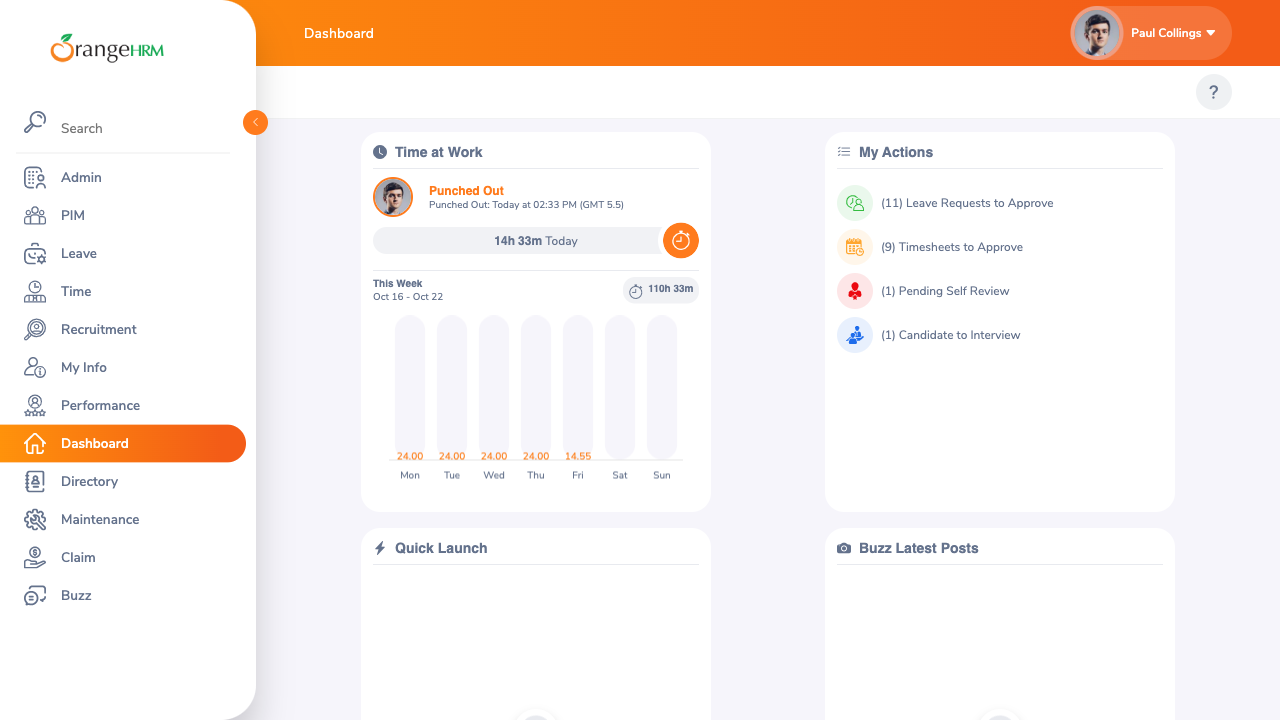 OrangeHRM
Search
Admin
PIM
Leave
Time
Recruitment
My Info
Performance
Dashboard
Directory
Maintenance
Claim
Buzz
Dashboard
Paul Collings
?
Time at Work
Punched Out
Punched Out: Today at 02:33 PM (GMT 5.5)
14h 33m Today
This Week
Oct 16 - Oct 22
110h 33m
24.00 24.00 24.00 24.00 14.55
Mon Tue Wed Thu Fri Sat Sun
My Actions
(11) Leave Requests to Approve
(9) Timesheets to Approve
(1) Pending Self Review
(1) Candidate to Interview
Quick Launch
Buzz Latest Posts